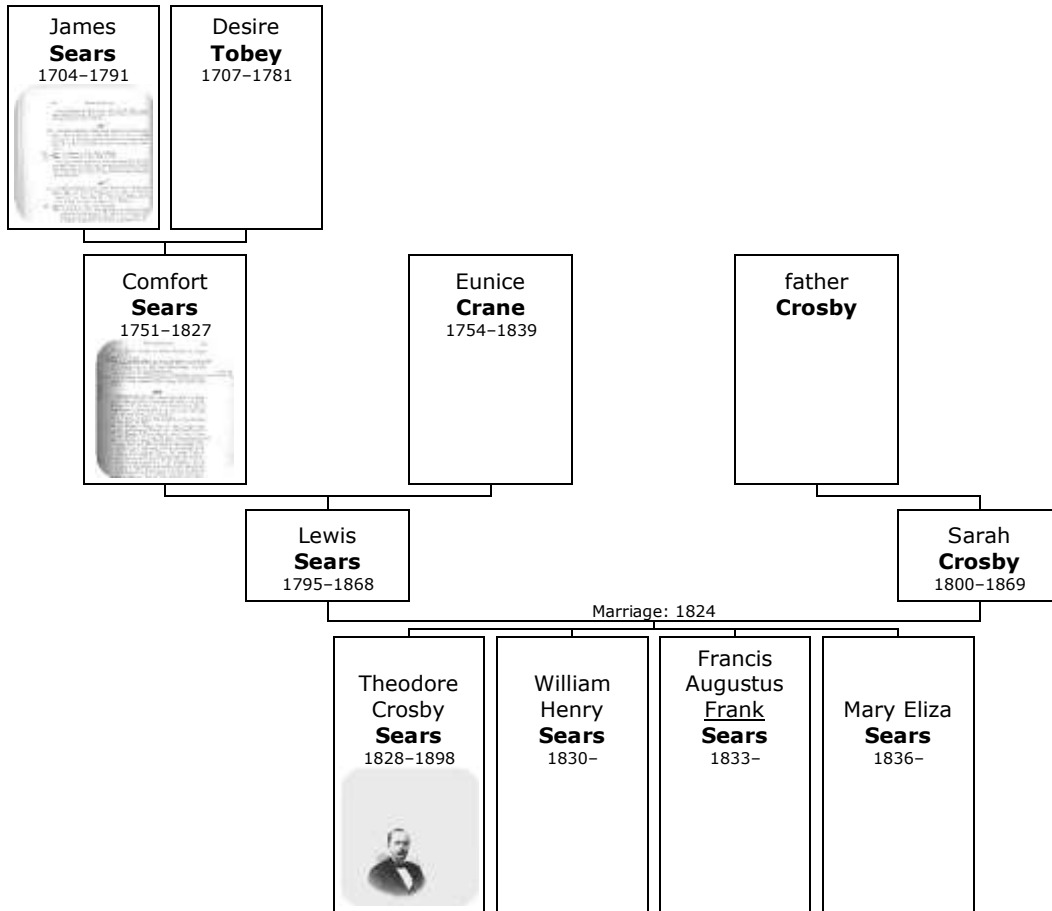 James
Sears
1704–1791
Desire
Tobey
1707–1781
Comfort
Sears
1751–1827
Eunice
Crane
1754–1839
father
Crosby
Lewis
Sears
1795–1868
Sarah
Crosby
1800–1869
Marriage: 1824
Theodore
Crosby
Sears
1828–1898
William
Henry
Sears
1830–
Francis
Augustus
Frank
Sears
1833–
Mary Eliza
Sears
1836–